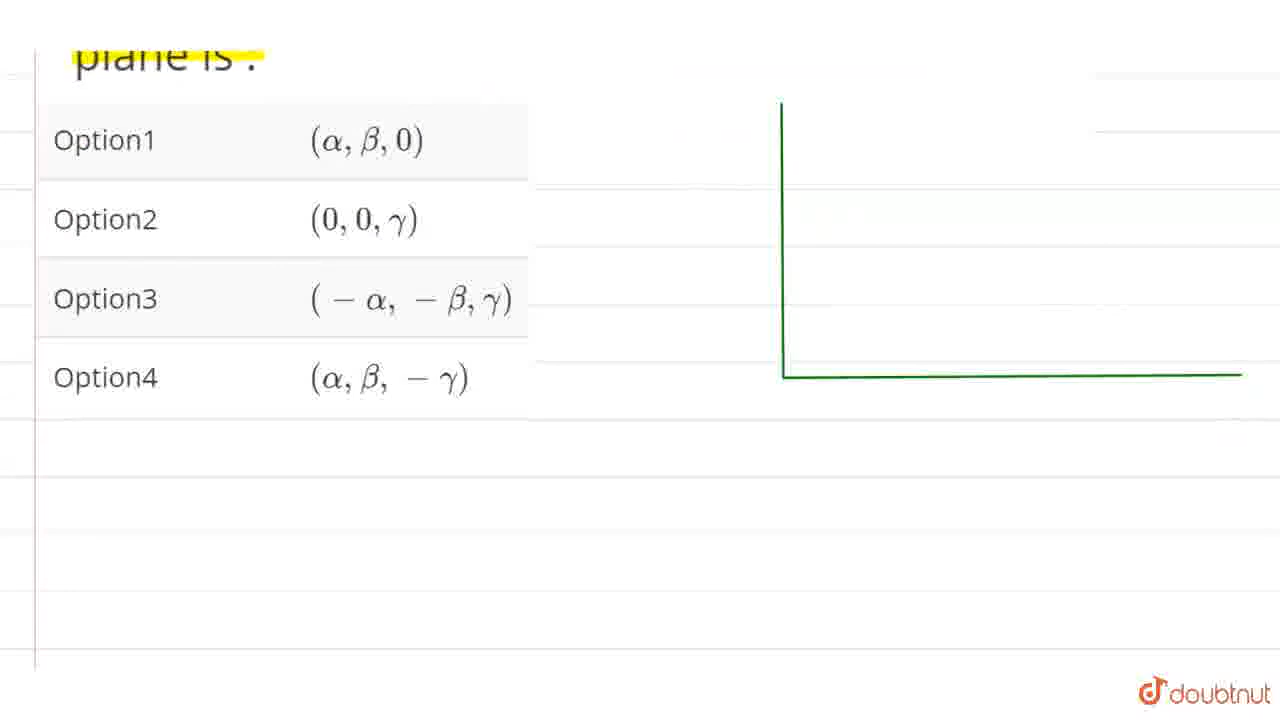 plane is :
Option1 (α, β, 0)
Option2 (0, 0, γ)
Option3 ( − α, − β, γ)
Option4 (α, β, − γ)
doubtnut